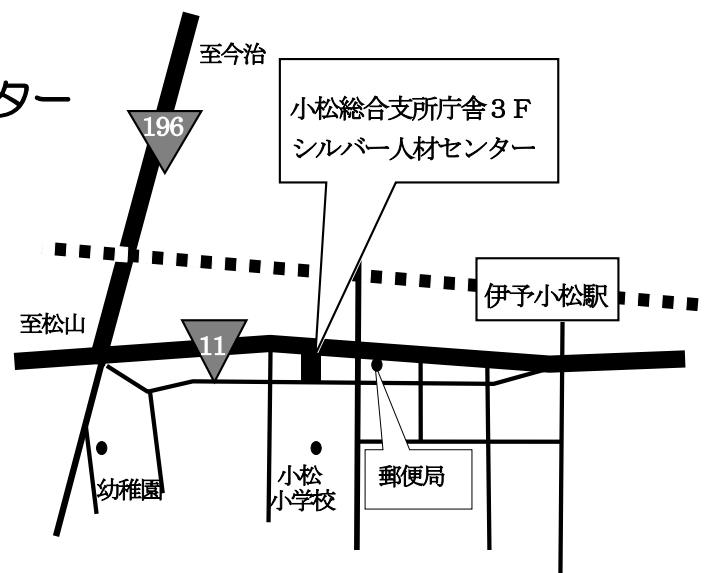 至今治
ター
196
小松総合支所庁舎３Ｆ
シルバー人材センター
伊予小松駅
至松山
11
幼稚園
小松
小学校
郵便局